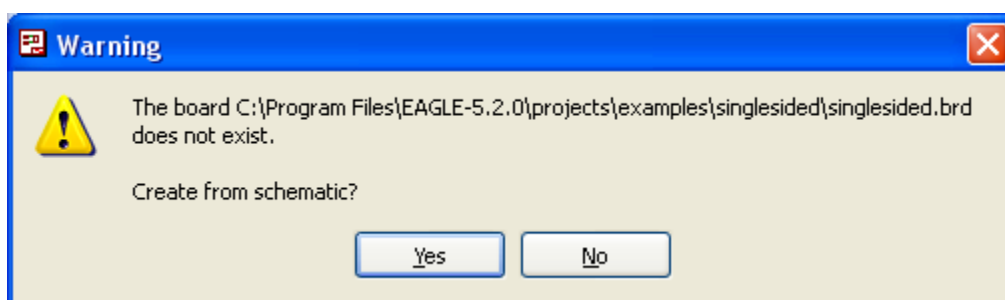 Warning
The board C:\Program Files\EAGLE-5.2.0\projects\examples\singlesided\singlesided.brd
does not exist.
Create from schematic?
Yes
No